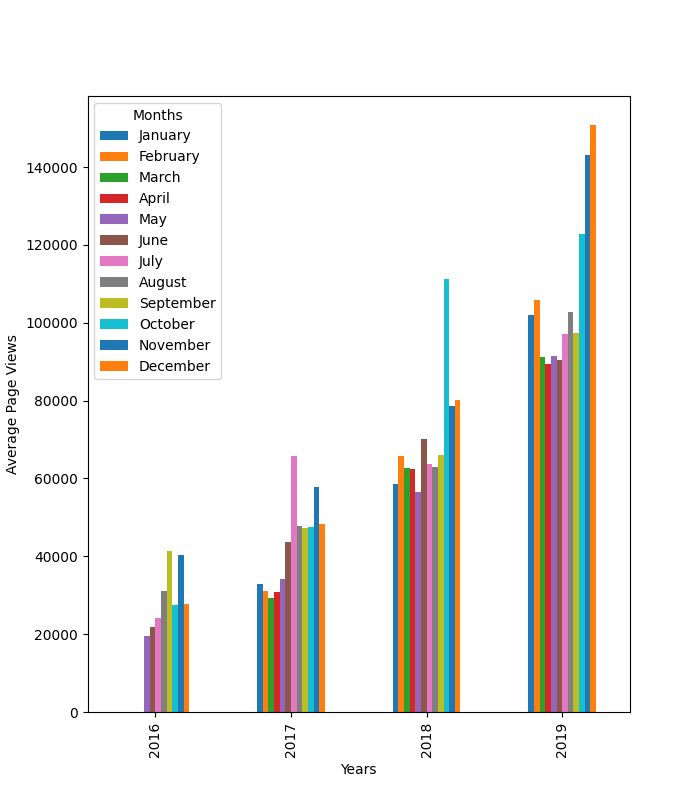 Months
January
February
March
April
May
June
July
August
September
October
November
December
140000
120000
100000
80000
60000
40000
20000
0
Average Page Views
2016
2017
2018
2019
Years